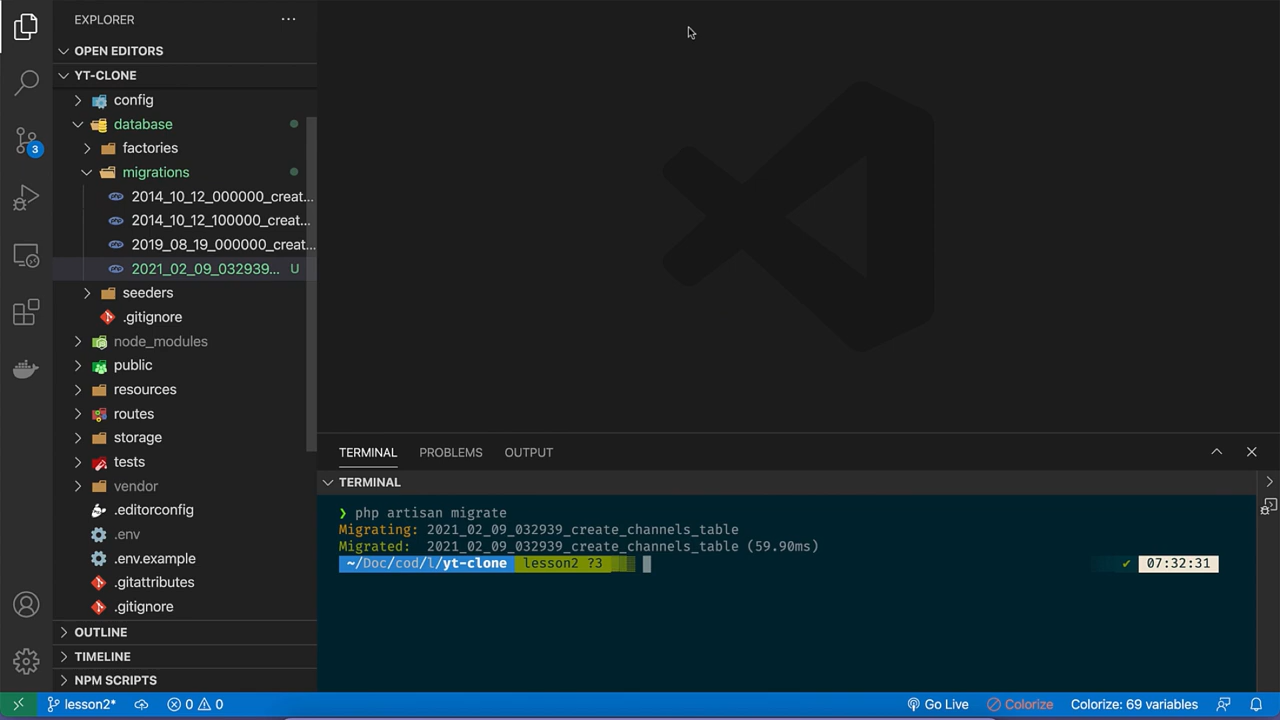 EXPLORER
OPEN EDITORS
YT-CLONE
config
database
factories
migrations
2014_10_12_000000_creat...
2014_10_12_100000_creat...
2019_08_19_000000_creat...
2021_02_09_032939... U
seeders
.gitignore
node_modules
public
resources
routes
storage
tests
vendor
.editorconfig
.env
.env.example
.gitattributes
.gitignore
OUTLINE
TIMELINE
NPM SCRIPTS
3
TERMINAL PROBLEMS OUTPUT
TERMINAL
❯ php artisan migrate
Migrating: 2021_02_09_032939_create_channels_table
Migrated: 2021_02_09_032939_create_channels_table (59.90ms)
~/Doc/cod/l/yt-clone lesson2 ?3 ✔ 07:32:31
lesson2* 0 0 Go Live Colorize Colorize: 69 variables